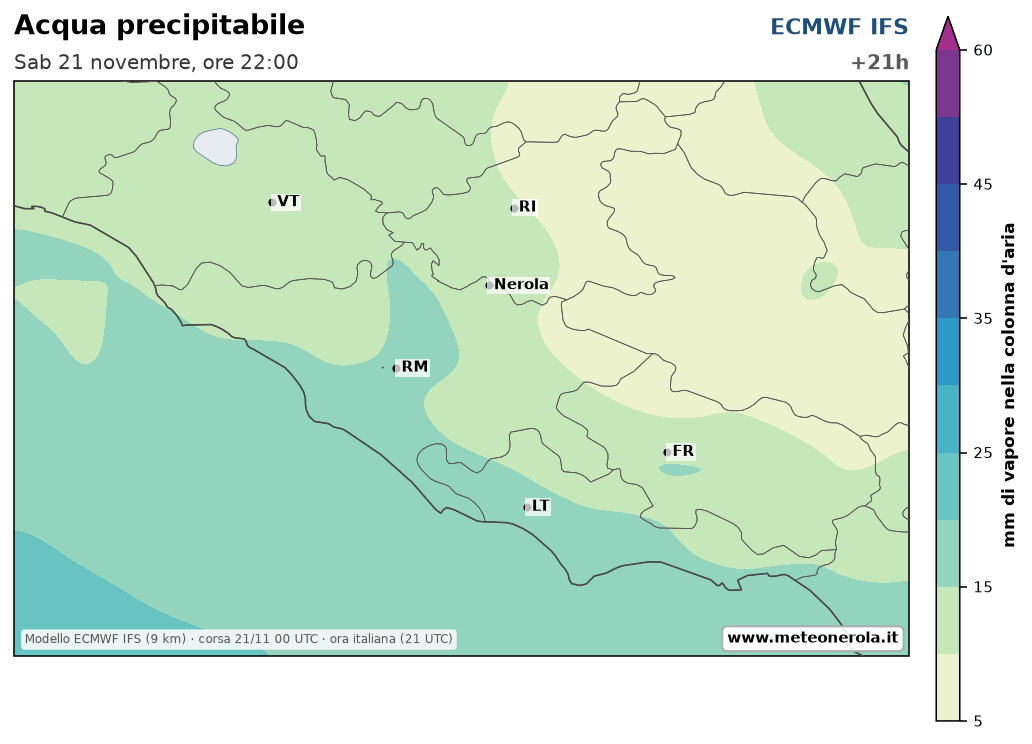 Acqua precipitabile
ECMWF IFS
Sab 21 novembre, ore 22:00
+21h
60
45
35
25
15
5
mm di vapore nella colonna d'aria
VT
RI
Nerola
RM
FR
LT
Modello ECMWF IFS (9 km) · corsa 21/11 00 UTC · ora italiana (21 UTC)
www.meteonerola.it